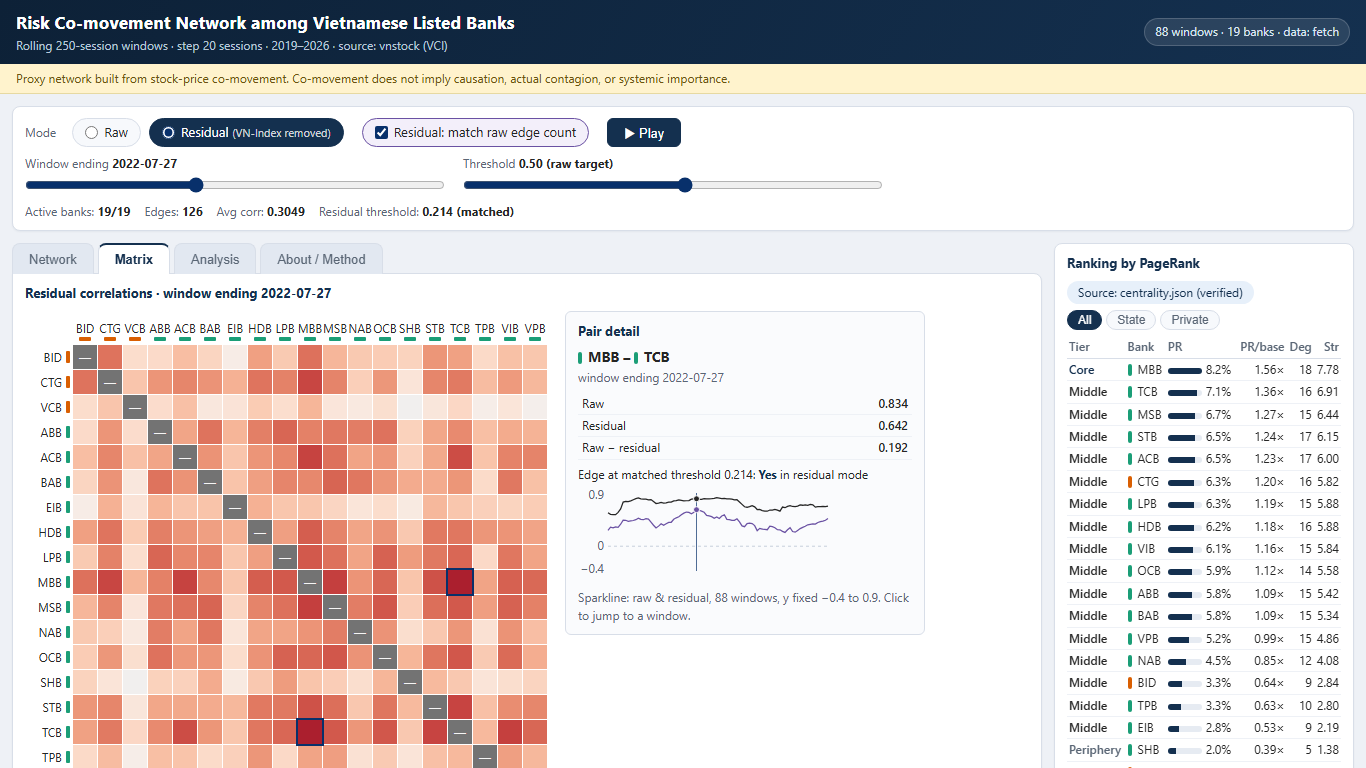 Risk Co-movement Network among Vietnamese Listed Banks
Rolling 250-session windows · step 20 sessions · 2019–2026 · source: vnstock (VCI)
88 windows · 19 banks · data: fetch
Proxy network built from stock-price co-movement. Co-movement does not imply causation, actual contagion, or systemic importance.
Mode Raw Residual (VN-Index removed) Residual: match raw edge count ▶ Play
Window ending 2022-07-27 Threshold 0.50 (raw target)
Active banks: 19/19 Edges: 126 Avg corr: 0.3049 Residual threshold: 0.214 (matched)
Network Matrix Analysis About / Method
Residual correlations · window ending 2022-07-27
BID CTG VCB ABB ACB BAB EIB HDB LPB MBB MSB NAB OCB SHB STB TCB TPB VIB VPB
BID —
CTG —
VCB —
ABB —
ACB —
BAB —
EIB —
HDB —
LPB —
MBB —
MSB —
NAB —
OCB —
SHB —
STB —
TCB —
TPB —
Pair detail
MBB – TCB
window ending 2022-07-27
Raw 0.834
Residual 0.642
Raw − residual 0.192
Edge at matched threshold 0.214: Yes in residual mode
0.9
0
−0.4
Sparkline: raw & residual, 88 windows, y fixed −0.4 to 0.9. Click
to jump to a window.
Ranking by PageRank
Source: centrality.json (verified)
All State Private
Tier Bank PR PR/base Deg Str
Core MBB 8.2% 1.56× 18 7.78
Middle TCB 7.1% 1.36× 16 6.91
Middle MSB 6.7% 1.27× 15 6.44
Middle STB 6.5% 1.24× 17 6.15
Middle ACB 6.5% 1.23× 17 6.00
Middle CTG 6.3% 1.20× 16 5.82
Middle LPB 6.3% 1.19× 15 5.88
Middle HDB 6.2% 1.18× 16 5.88
Middle VIB 6.1% 1.16× 15 5.84
Middle OCB 5.9% 1.12× 14 5.58
Middle ABB 5.8% 1.09× 15 5.42
Middle BAB 5.8% 1.09× 15 5.34
Middle VPB 5.2% 0.99× 15 4.86
Middle NAB 4.5% 0.85× 12 4.08
Middle BID 3.3% 0.64× 9 2.84
Middle TPB 3.3% 0.63× 10 2.80
Middle EIB 2.8% 0.53× 9 2.19
Periphery SHB 2.0% 0.39× 5 1.38